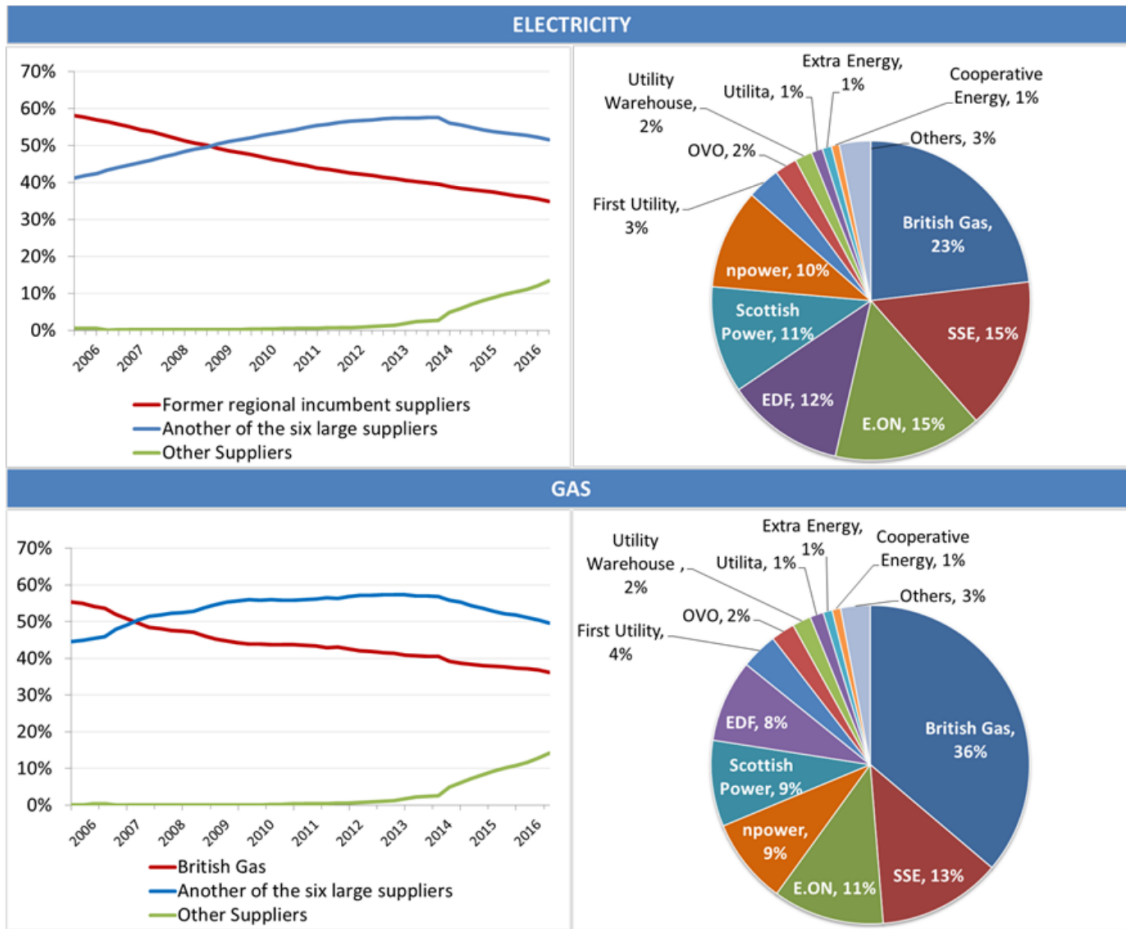 ELECTRICITY
70%
60%
50%
40%
30%
20%
10%
0%
2006
2007
2008
2009
2010
2011
2012
2013
2014
2015
2016
Former regional incumbent suppliers
Another of the six large suppliers
Other Suppliers
Extra Energy,
1%
Cooperative
Energy, 1%
Utility
Warehouse,
2%
Utilita, 1%
Others, 3%
OVO, 2%
First Utility,
3%
British Gas,
23%
npower, 10%
Scottish
Power, 11%
SSE, 15%
EDF, 12%
E.ON, 15%
GAS
70%
60%
50%
40%
30%
20%
10%
0%
2006
2007
2008
2009
2010
2011
2012
2013
2014
2015
2016
British Gas
Another of the six large suppliers
Other Suppliers
Extra Energy,
1%
Cooperative
Energy, 1%
Utility
Warehouse ,
2%
Utilita, 1%
Others, 3%
OVO, 2%
First Utility,
4%
British Gas,
36%
EDF, 8%
Scottish
Power, 9%
npower,
9%
E.ON, 11%
SSE, 13%